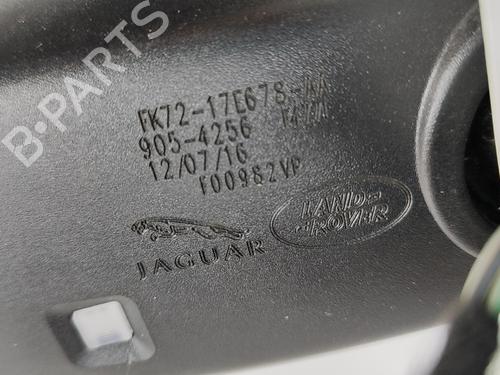 B-PARTS
FK72-17E678-
905-4256
12/07/16
F00982VP
JAGUAR
LAND-
-ROVER